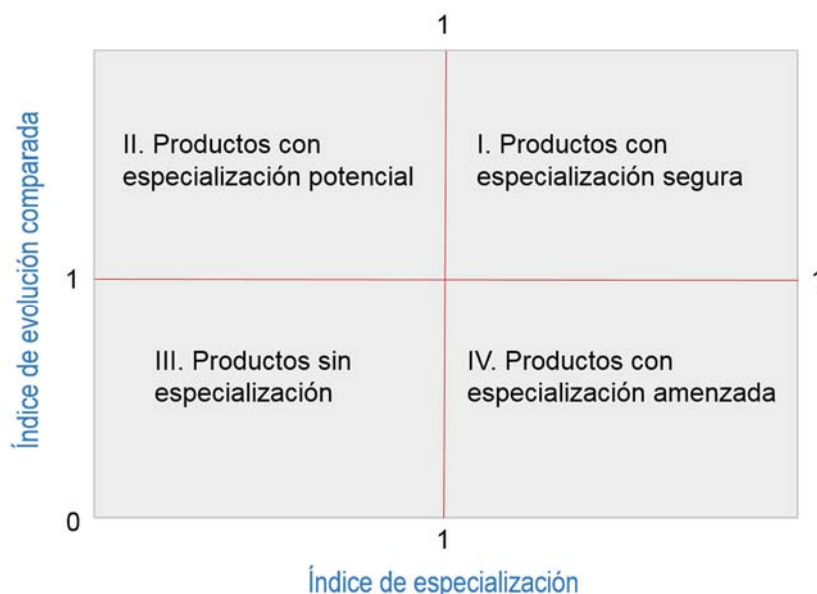 1
Índice de evolución comparada
II. Productos con
especialización potencial
I. Productos con
especialización segura
1
1
III. Productos sin
especialización
IV. Productos con
especialización amenzada
0
1
Índice de especialización